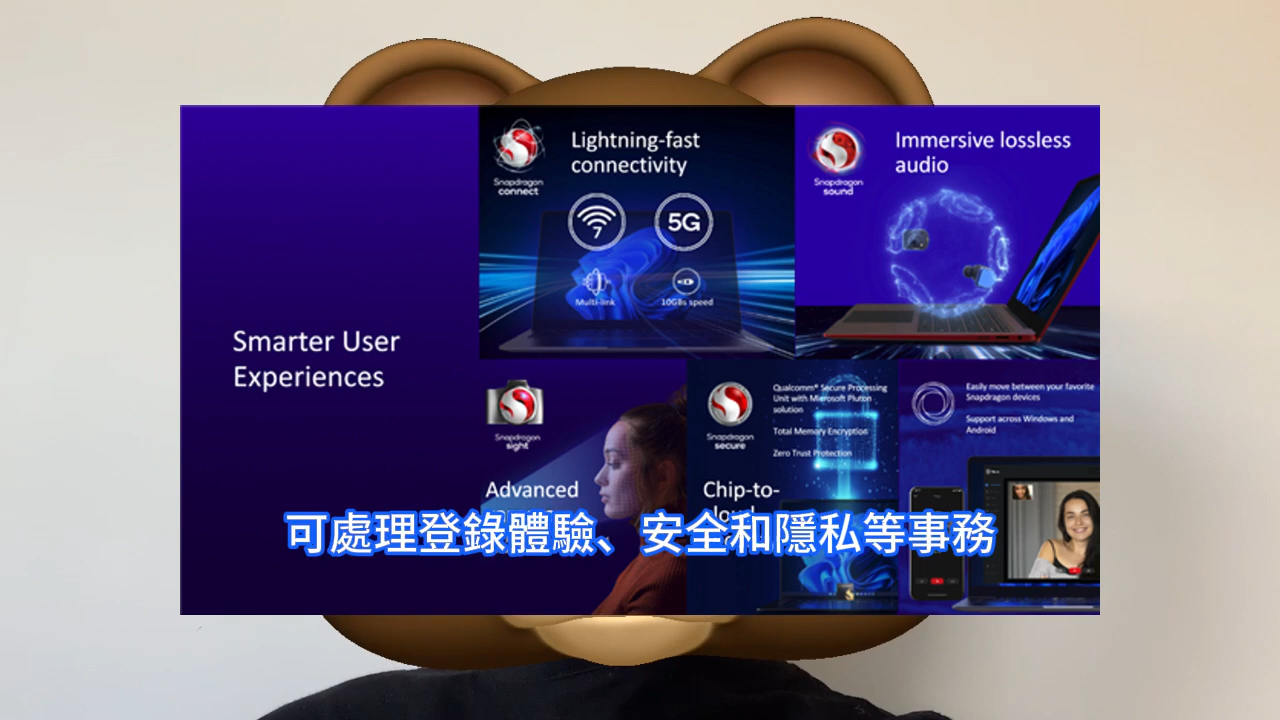 Smarter User
Experiences
Snapdragon
connect
Lightning-fast
connectivity
7
5G
Multi-link
10GBs speed
Snapdragon
sound
Immersive lossless
audio
Snapdragon
sight
Advanced
Snapdragon
secure
Qualcomm® Secure Processing
Unit with Microsoft Pluton
solution
Total Memory Encryption
Zero Trust Protection
Chip-to-
cloud
Easily move between your favorite
Snapdragon devices
Support across Windows and
Android
可處理登錄體驗、安全和隱私等事務